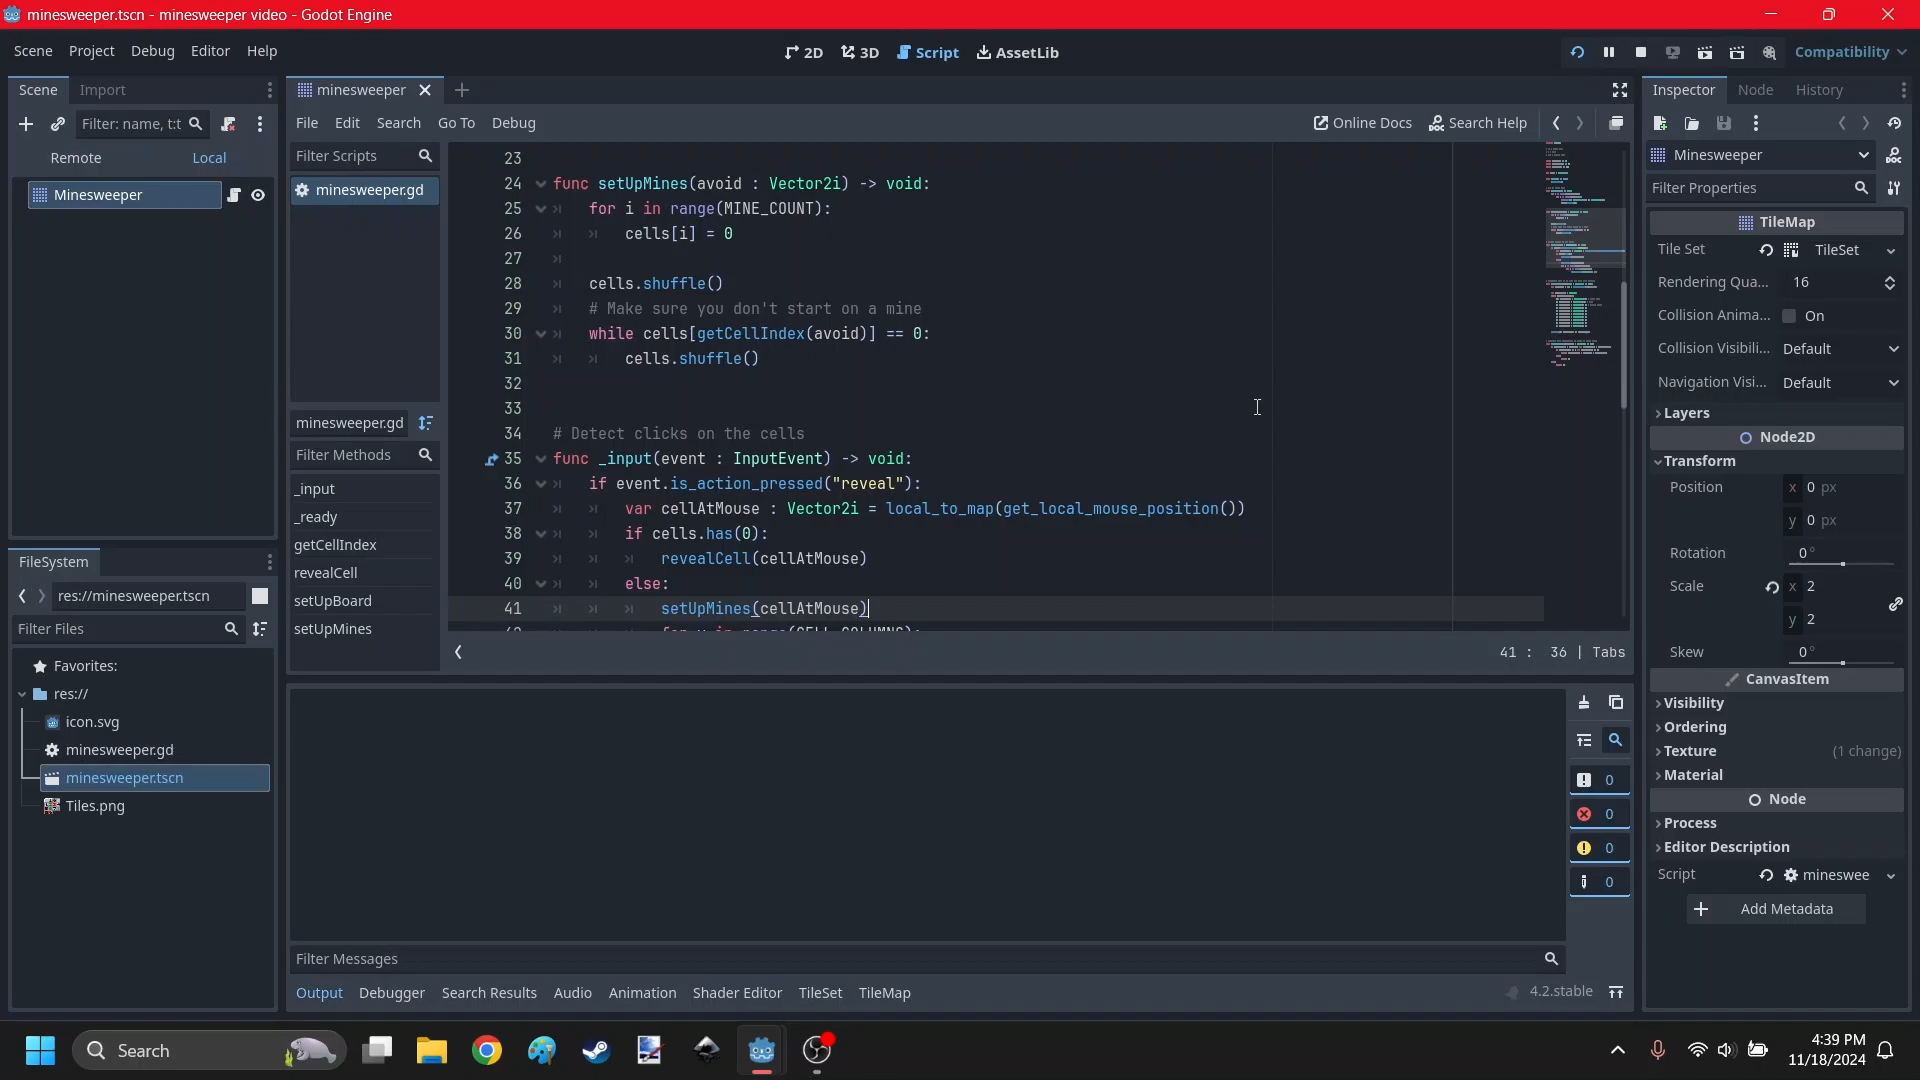 minesweeper.tscn - minesweeper video - Godot Engine
Scene Project Debug Editor Help
2D 3D Script AssetLib
Compatibility
Scene Import
Filter: name, t:t
Remote Local
Minesweeper
FileSystem
res://minesweeper.tscn
Filter Files
Favorites:
res://
icon.svg
minesweeper.gd
minesweeper.tscn
Tiles.png
minesweeper
File Edit Search Go To Debug
Online Docs Search Help
Filter Scripts
minesweeper.gd
minesweeper.gd
Filter Methods
_input
_ready
getCellIndex
revealCell
setUpBoard
setUpMines
23
24 func setUpMines(avoid : Vector2i) -> void:
25 for i in range(MINE_COUNT):
26 cells[i] = 0
27
28 cells.shuffle()
29 # Make sure you don't start on a mine
30 while cells[getCellIndex(avoid)] == 0:
31 cells.shuffle()
32
33
34 # Detect clicks on the cells
35 func _input(event : InputEvent) -> void:
36 if event.is_action_pressed("reveal"):
37 var cellAtMouse : Vector2i = local_to_map(get_local_mouse_position())
38 if cells.has(0):
39 revealCell(cellAtMouse)
40 else:
41 setUpMines(cellAtMouse)
41 : 36 | Tabs
0
0
0
0
Filter Messages
Output Debugger Search Results Audio Animation Shader Editor TileSet TileMap
4.2.stable
Inspector Node History
Minesweeper
Filter Properties
TileMap
Tile Set TileSet
Rendering Qua... 16
Collision Anima... On
Collision Visibili... Default
Navigation Visi... Default
Layers
Node2D
Transform
Position x 0 px
y 0 px
Rotation 0°
Scale x 2
y 2
Skew 0°
CanvasItem
Visibility
Ordering
Texture (1 change)
Material
Node
Process
Editor Description
Script mineswee
Add Metadata
Search
4:39 PM
11/18/2024